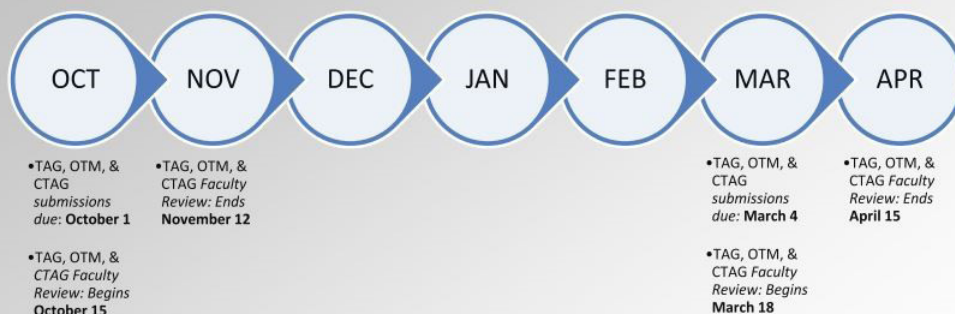 OCT
NOV
DEC
JAN
FEB
MAR
APR
•TAG, OTM, &
CTAG
submissions
due: October 1
•TAG, OTM, &
CTAG Faculty
Review: Begins
October 15
•TAG, OTM, &
CTAG Faculty
Review: Ends
November 12
•TAG, OTM, &
CTAG
submissions
due: March 4
•TAG, OTM, &
CTAG Faculty
Review: Begins
March 18
•TAG, OTM, &
CTAG Faculty
Review: Ends
April 15